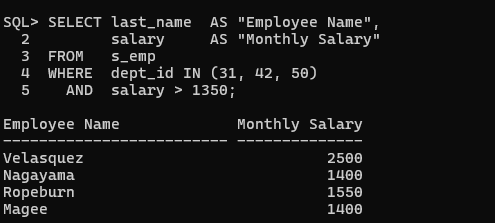 SQL> SELECT last_name  AS "Employee Name",
  2         salary     AS "Monthly Salary"
  3  FROM   s_emp
  4  WHERE  dept_id IN (31, 42, 50)
  5    AND  salary > 1350;
Employee Name             Monthly Salary
------------------------- --------------
Velasquez                           2500
Nagayama                            1400
Ropeburn                            1550
Magee                               1400